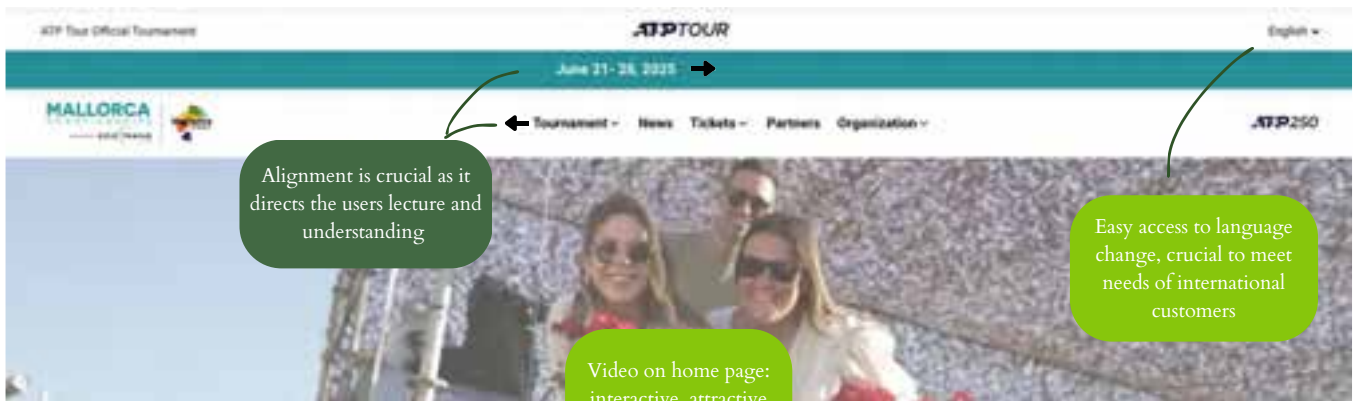 ATP Tour Official Tournament
ATPTOUR
English
June 21 - 28, 2025
MALLORCA
Tournament News Tickets Partners Organization
ATP250
Alignment is crucial as it
directs the users lecture and
understanding
Easy access to language
change, crucial to meet
needs of international
customers
Video on home page:
interactive, attractive